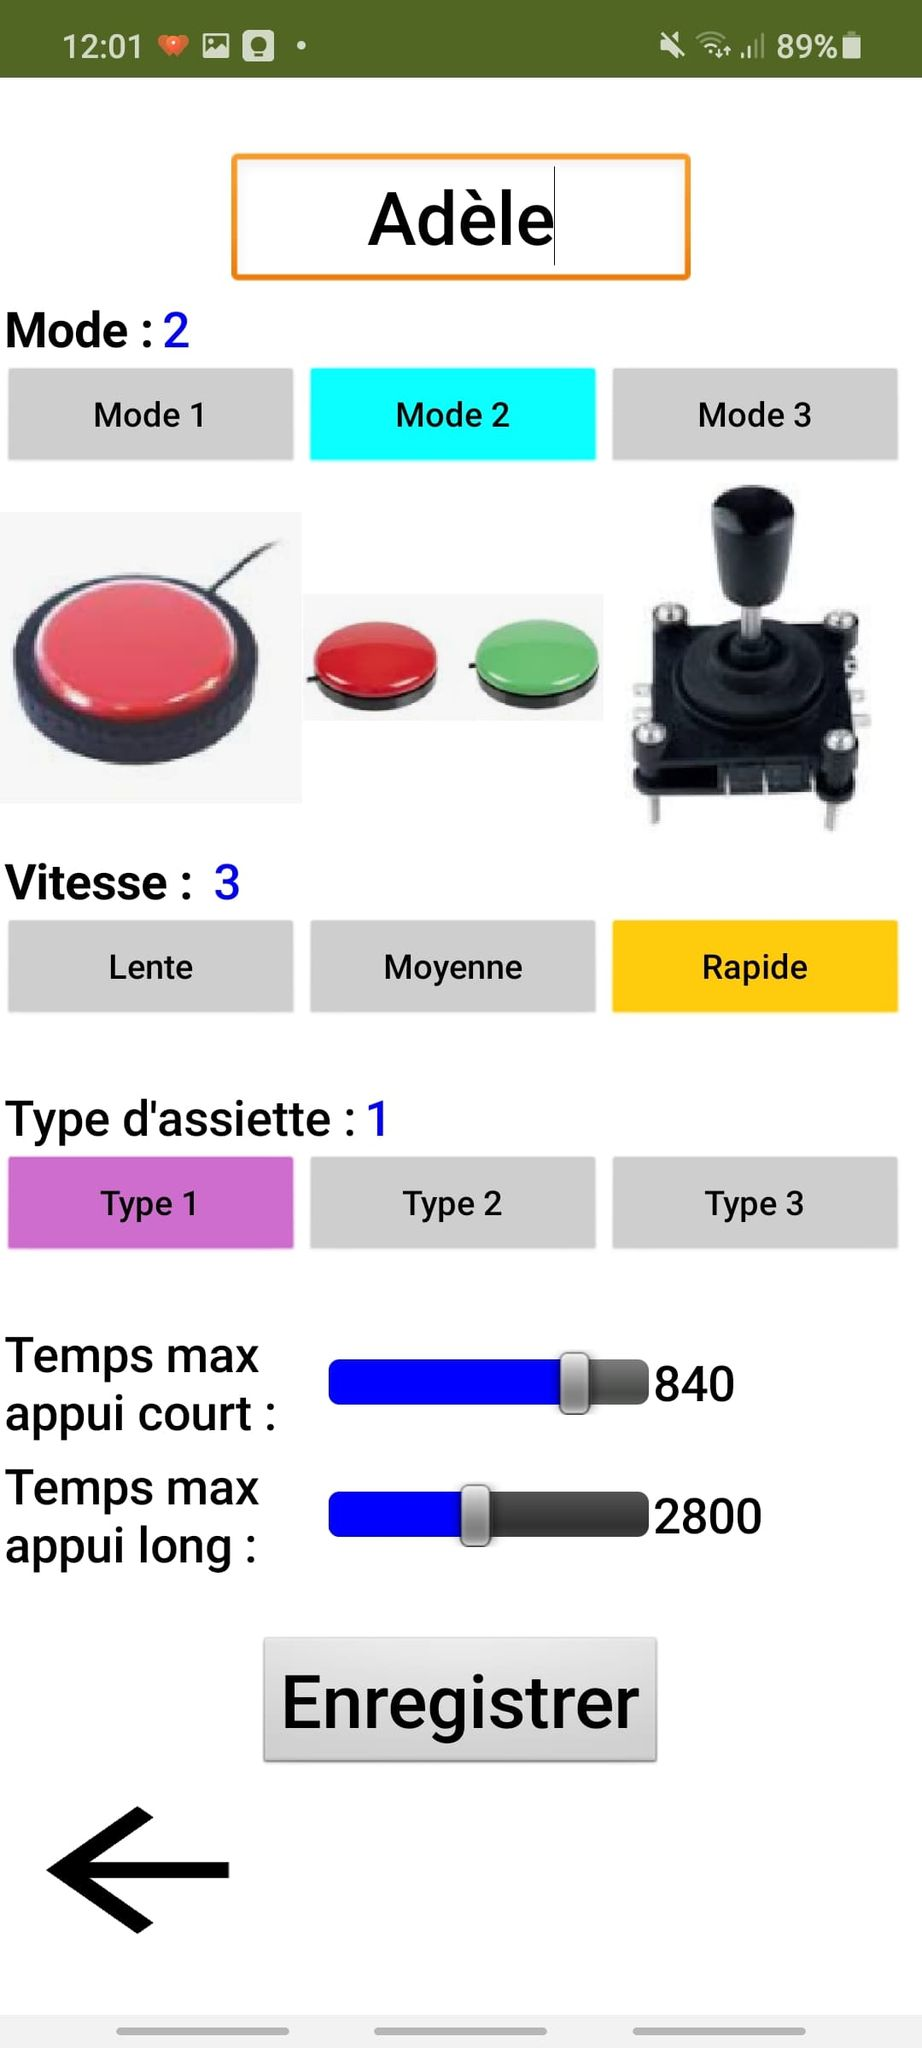 12:01 89%
Adèle
Mode : 2
Mode 1 Mode 2 Mode 3
Vitesse : 3
Lente Moyenne Rapide
Type d'assiette : 1
Type 1 Type 2 Type 3
Temps max
appui court : 840
Temps max
appui long : 2800
Enregistrer